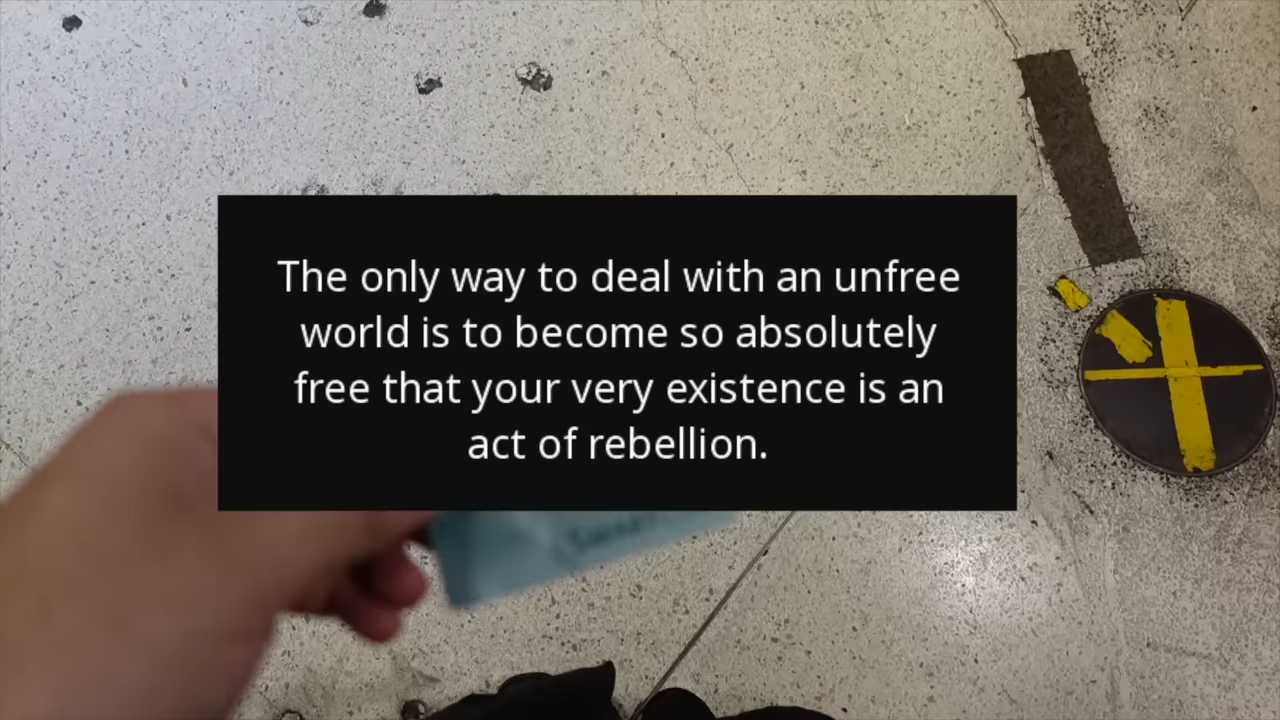 The only way to deal with an unfree
world is to become so absolutely
free that your very existence is an
act of rebellion.